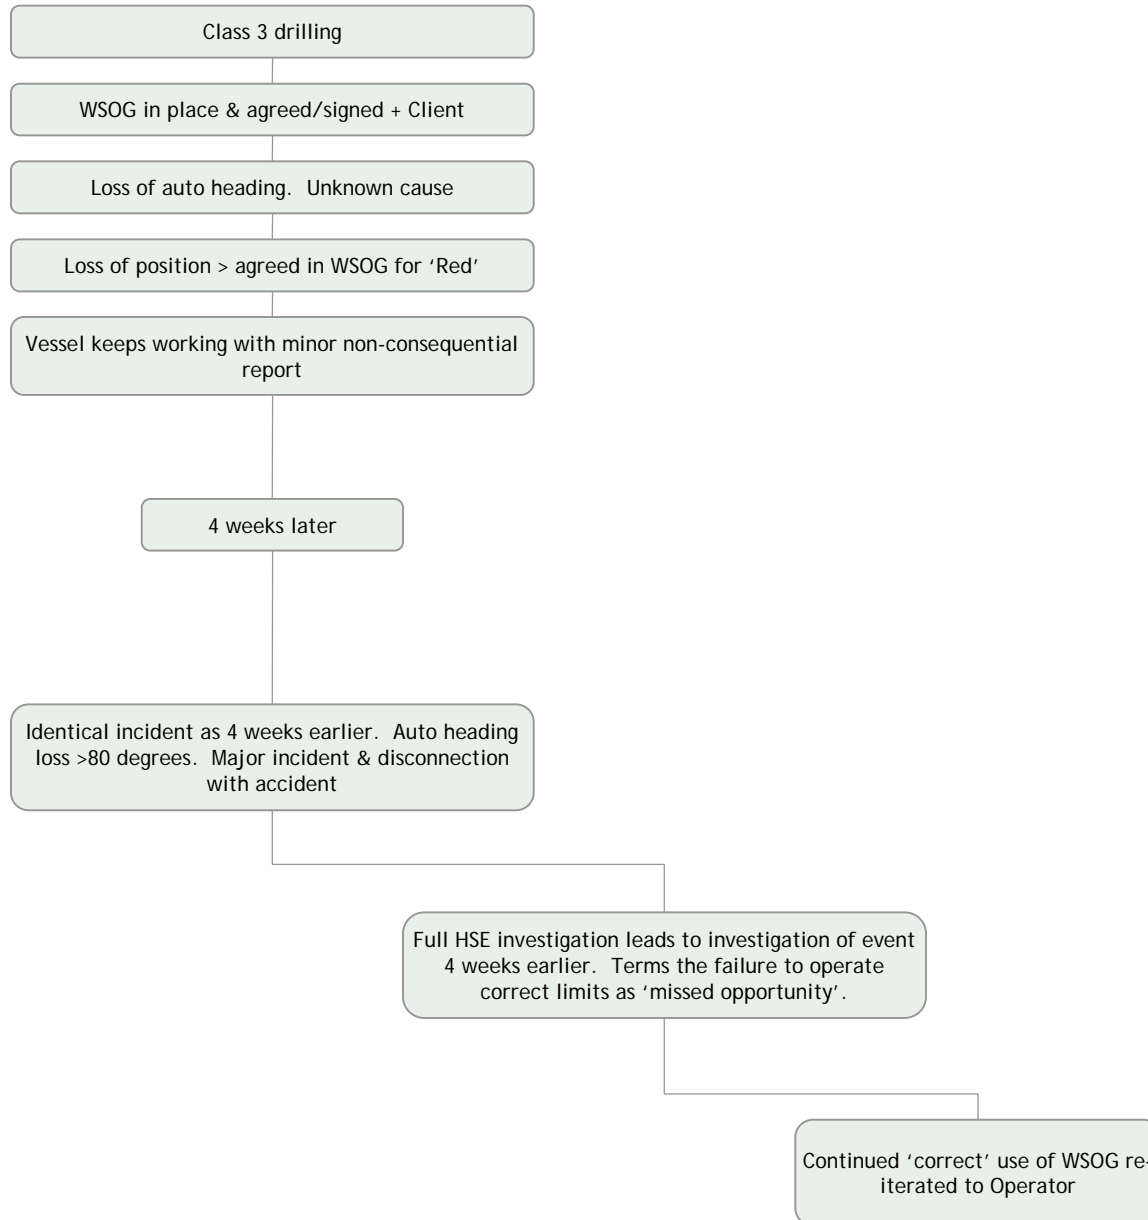 Class 3 drilling
WSOG in place & agreed/signed + Client
Loss of auto heading.  Unknown cause
Loss of position > agreed in WSOG for ‘Red’
Vessel keeps working with minor non-consequential
report
4 weeks later
Identical incident as 4 weeks earlier.  Auto heading
loss >80 degrees.  Major incident & disconnection
with accident
Full HSE investigation leads to investigation of event
4 weeks earlier.  Terms the failure to operate
correct limits as ‘missed opportunity’.
Continued ‘correct’ use of WSOG re-
iterated to Operator